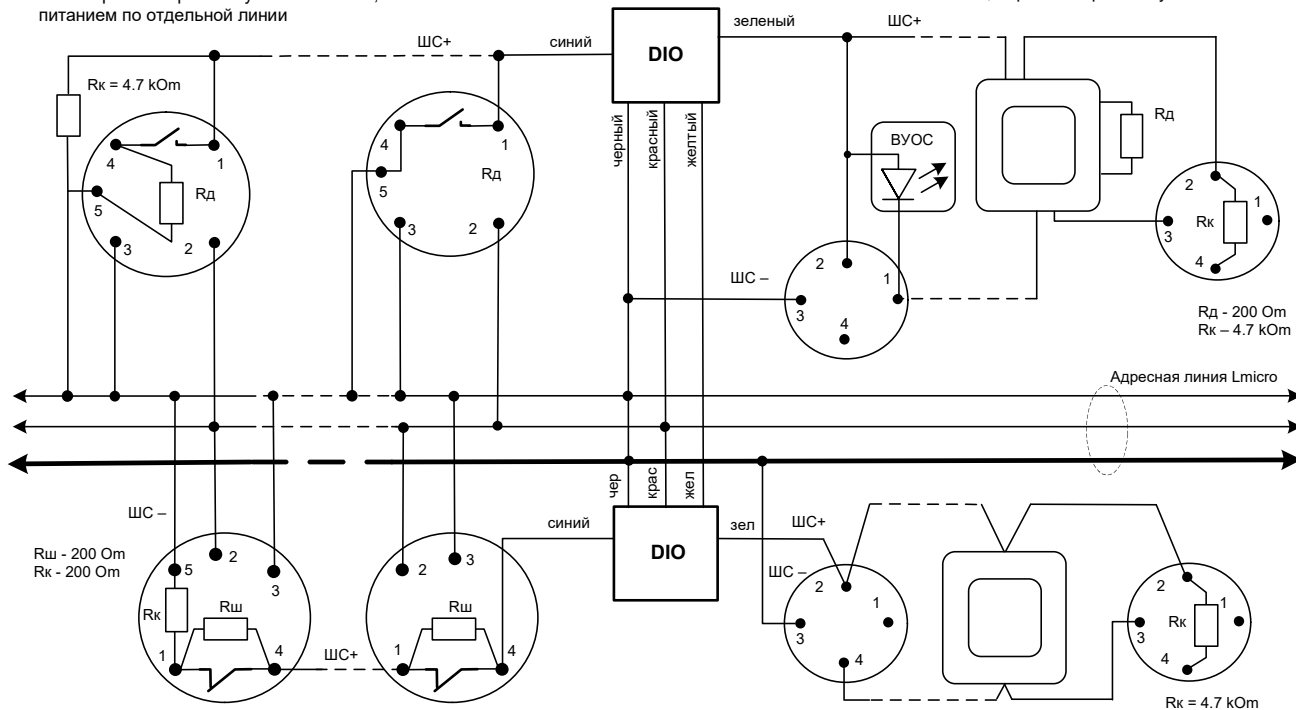 питанием по отдельной линии
ШС+
синий
DIO
зеленый
ШС+
Rк = 4.7 kOm
4
1
Rд
5
3
2
4
1
Rд
5
3
2
черный
красный
желтый
ВУОС
Rд
2
1
Rк
3
4
ШС –
2
1
3
4
Rд - 200 Om
Rк – 4.7 kOm
Адресная линия Lmicro
чер
крас
жел
ШС –
синий
DIO
зел
ШС+
Rш - 200 Om
Rк - 200 Om
5
2
3
Rк
Rш
1
4
ШС+
2
3
Rш
1
4
ШС –
2
1
3
4
2
1
Rк
3
4
Rк = 4.7 kOm